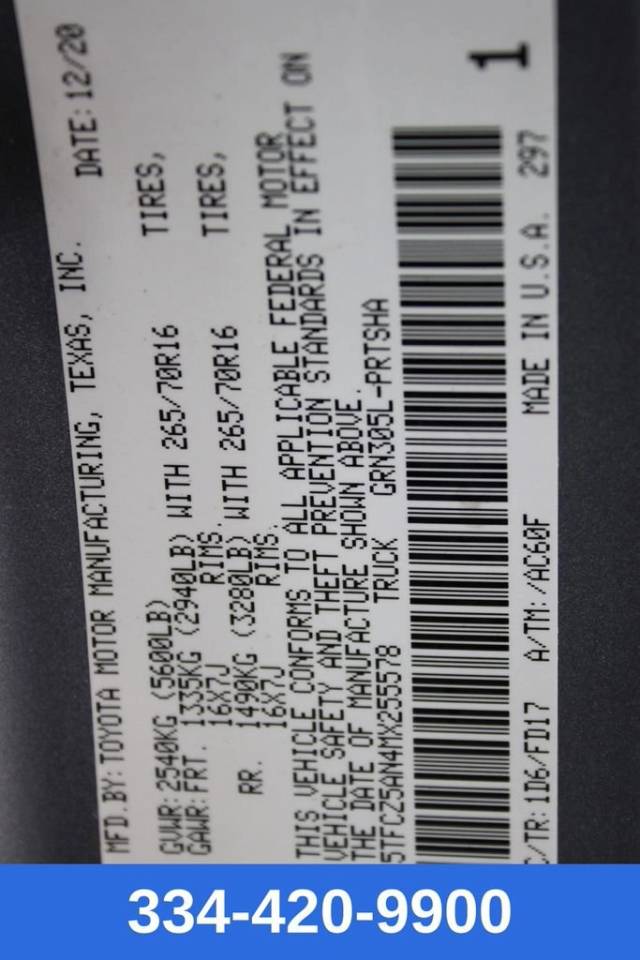 MFD.BY:TOYOTA MOTOR MANUFACTURING, TEXAS, INC. DATE:12/20
GVWR:2540KG (5600LB)
GAWR:FRT. 1335KG (2940LB) WITH 265/70R16 TIRES,
16X7J RIMS.
RR. 1490KG (3280LB) WITH 265/70R16 TIRES,
16X7J RIMS.
THIS VEHICLE CONFORMS TO ALL APPLICABLE FEDERAL MOTOR
VEHICLE SAFETY AND THEFT PREVENTION STANDARDS IN EFFECT ON
THE DATE OF MANUFACTURE SHOWN ABOVE.
5TFCZ5AN4MX255578 TRUCK GRN305L-PRTSHA
1
C/TR:1D6/FD17 A/TM:/AC60F MADE IN U.S.A. 297
334-420-9900